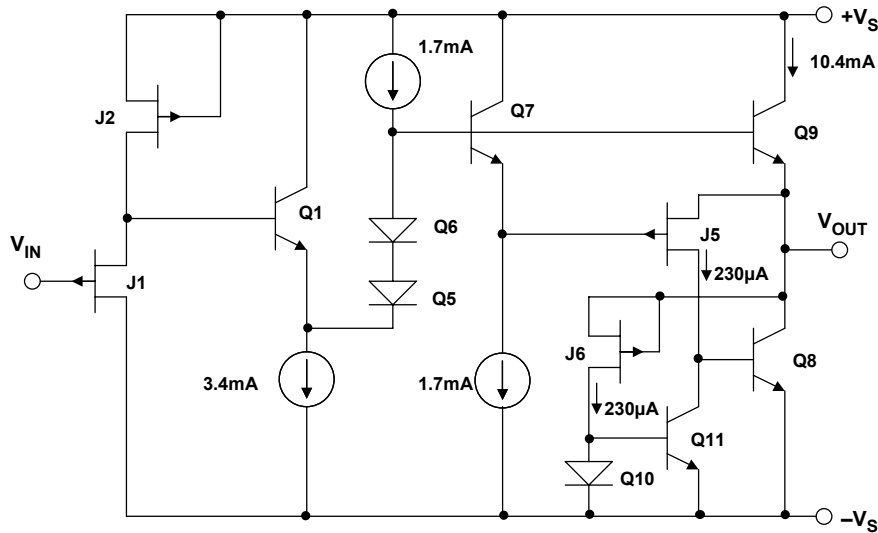 +VS
1.7mA
10.4mA
J2
Q7
Q9
Q1
VIN
J1
Q6
J5
VOUT
Q5
230µA
J6
Q8
3.4mA
1.7mA
230µA
Q11
Q10
–VS